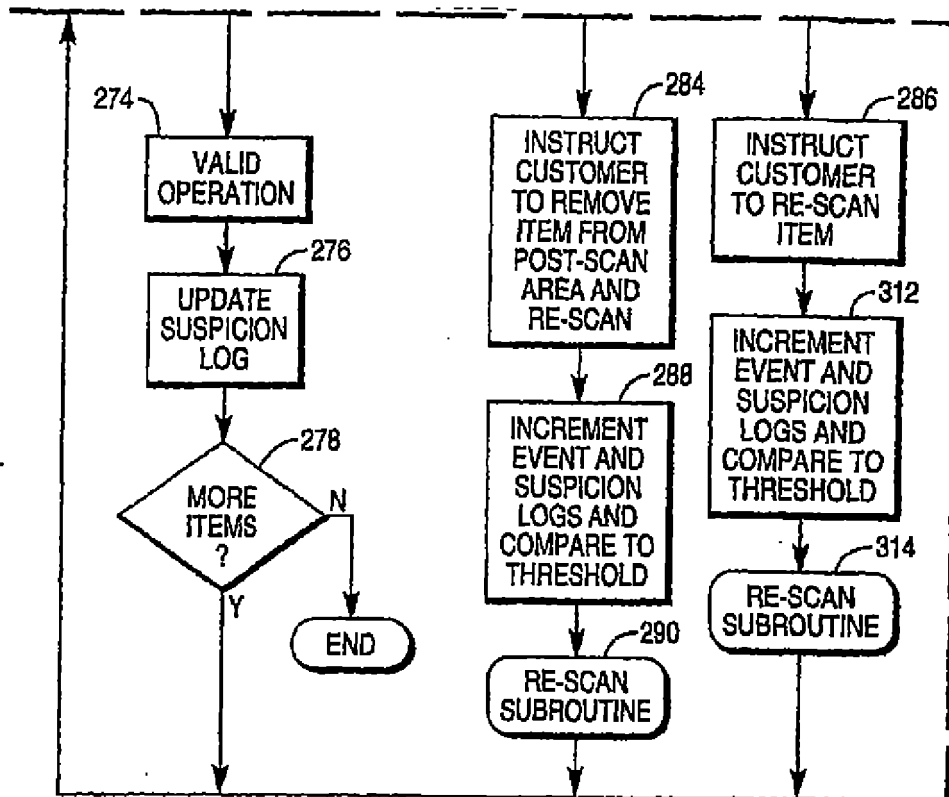 274
VALID
OPERATION
276
UPDATE
SUSPICION
LOG
278
MORE
ITEMS
?
N
Y
END
284
INSTRUCT
CUSTOMER
TO REMOVE
ITEM FROM
POST-SCAN
AREA AND
RE-SCAN
288
INCREMENT
EVENT AND
SUSPICION
LOGS AND
COMPARE TO
THRESHOLD
290
RE-SCAN
SUBROUTINE
286
INSTRUCT
CUSTOMER
TO RE-SCAN
ITEM
312
INCREMENT
EVENT AND
SUSPICION
LOGS AND
COMPARE TO
THRESHOLD
314
RE-SCAN
SUBROUTINE